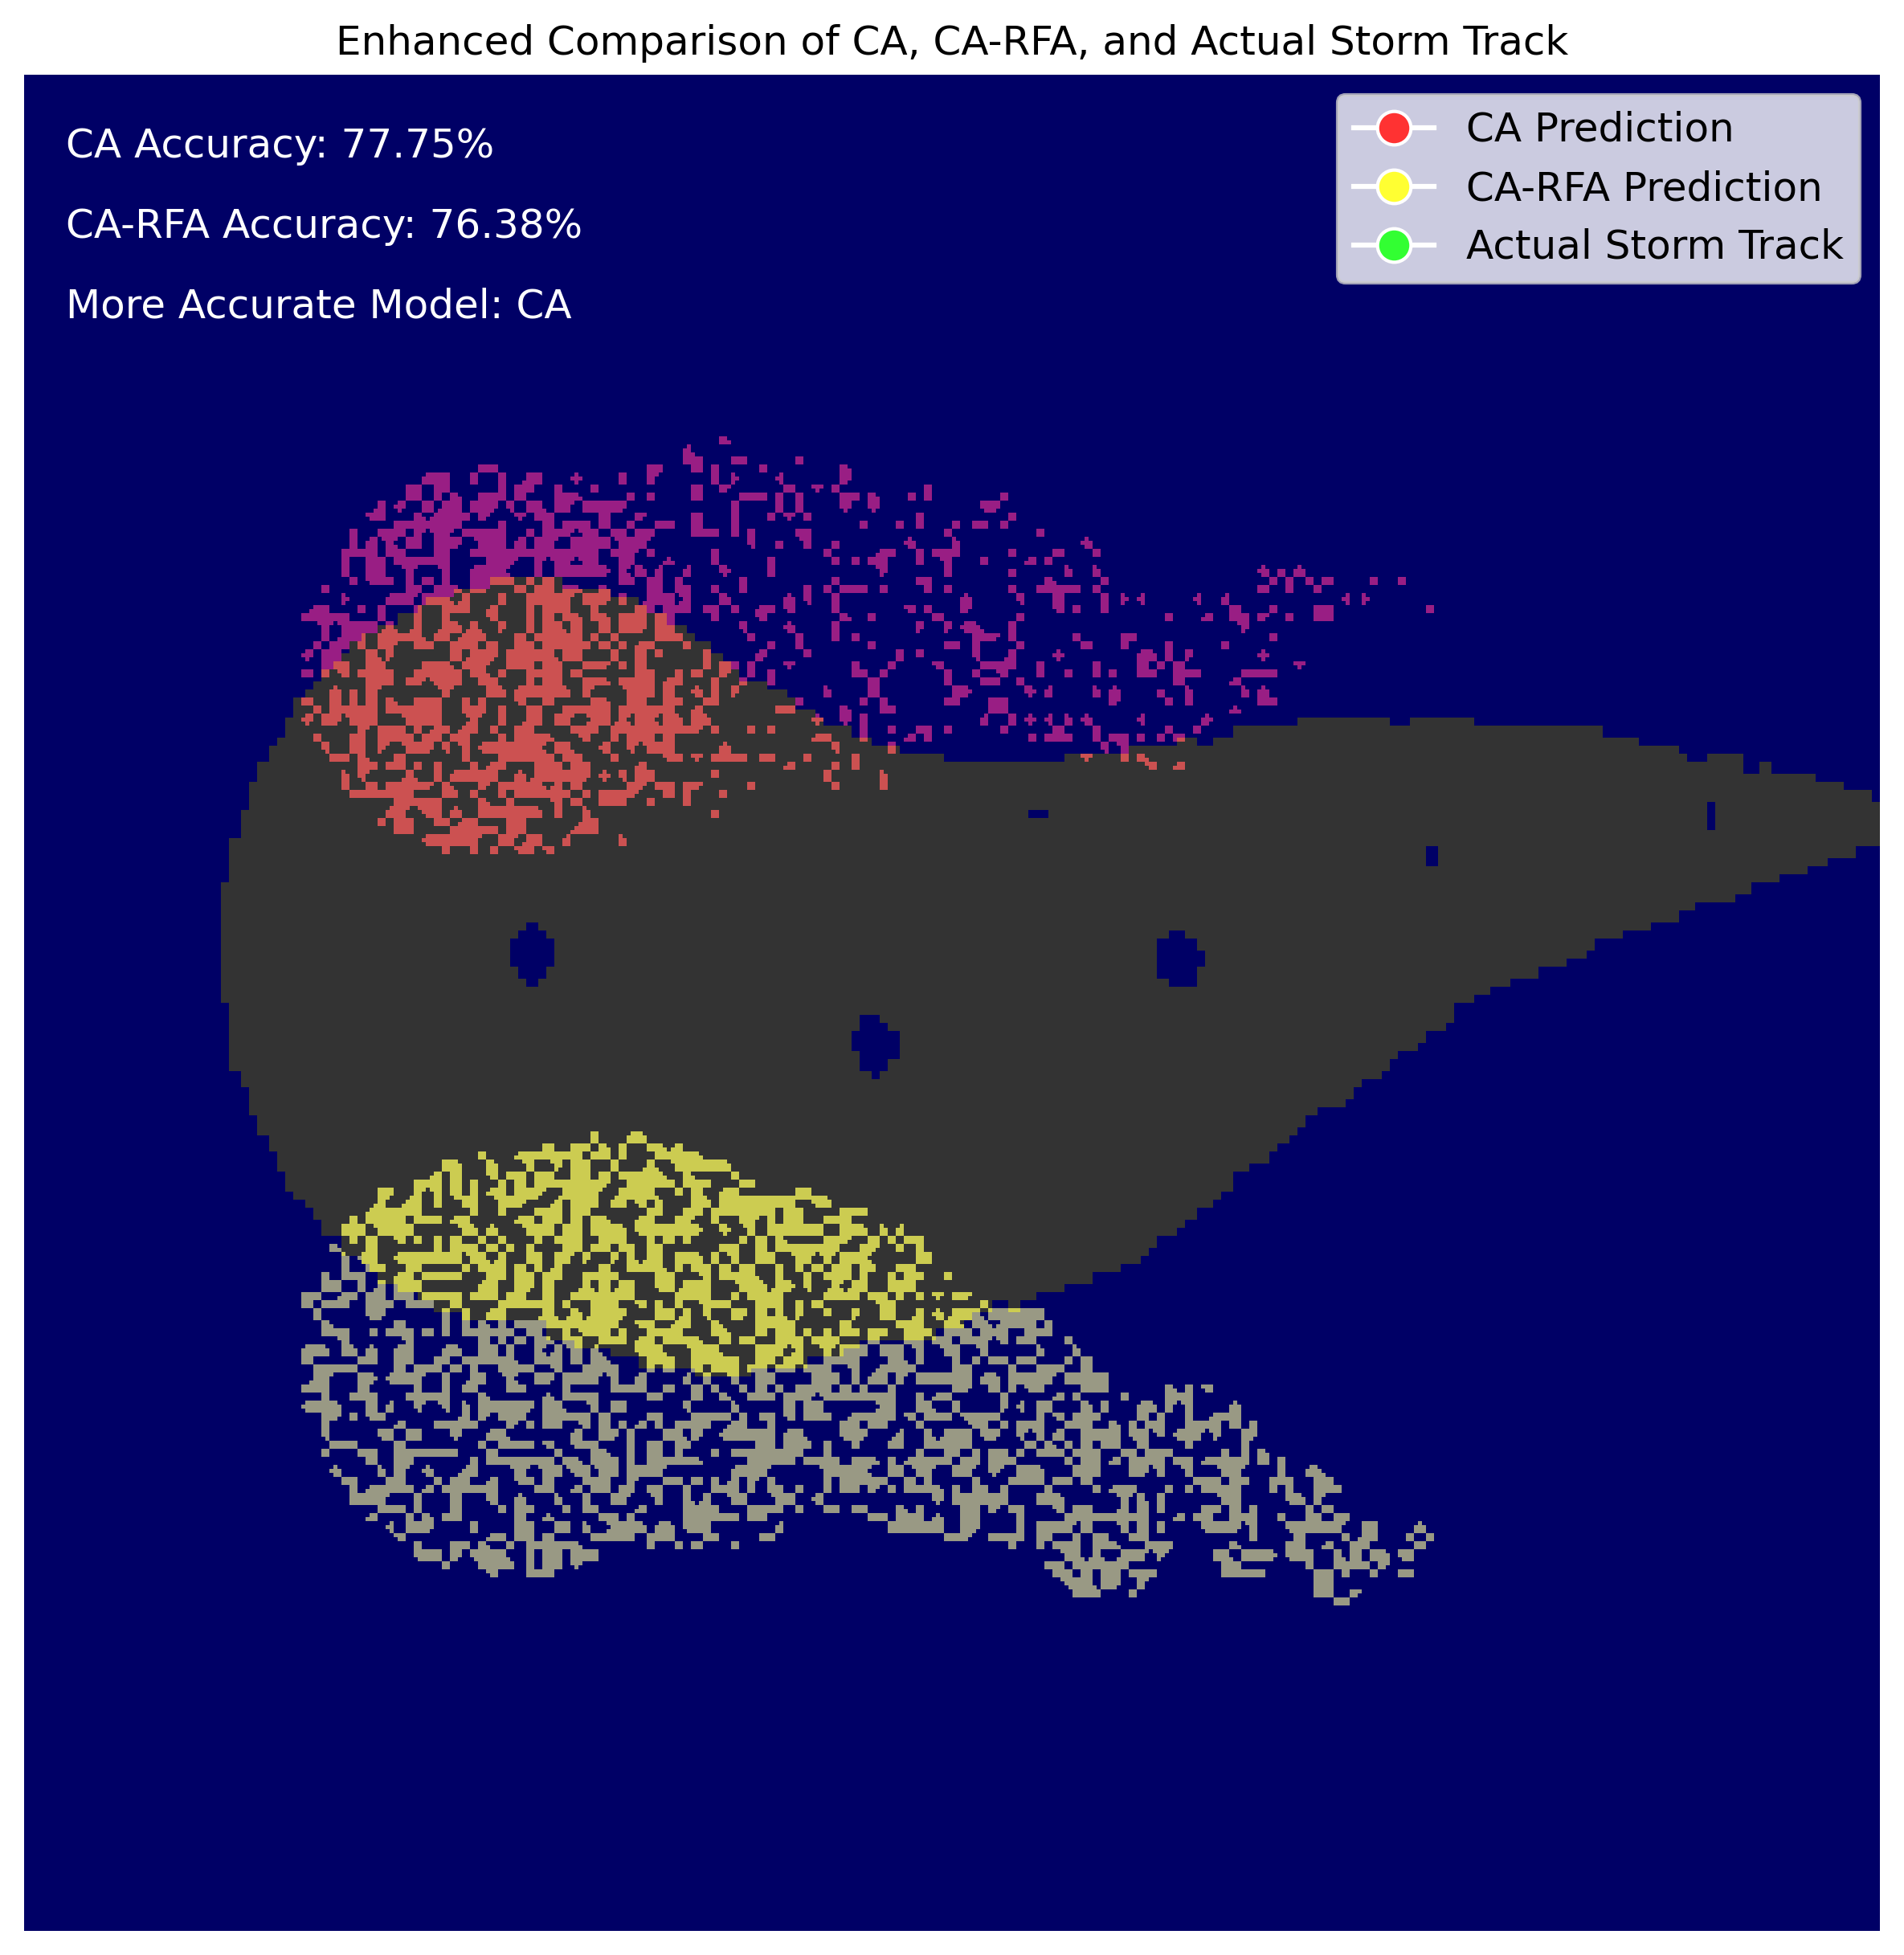 Enhanced Comparison of CA, CA-RFA, and Actual Storm Track
CA Accuracy: 77.75%
CA-RFA Accuracy: 76.38%
More Accurate Model: CA
CA Prediction
CA-RFA Prediction
Actual Storm Track